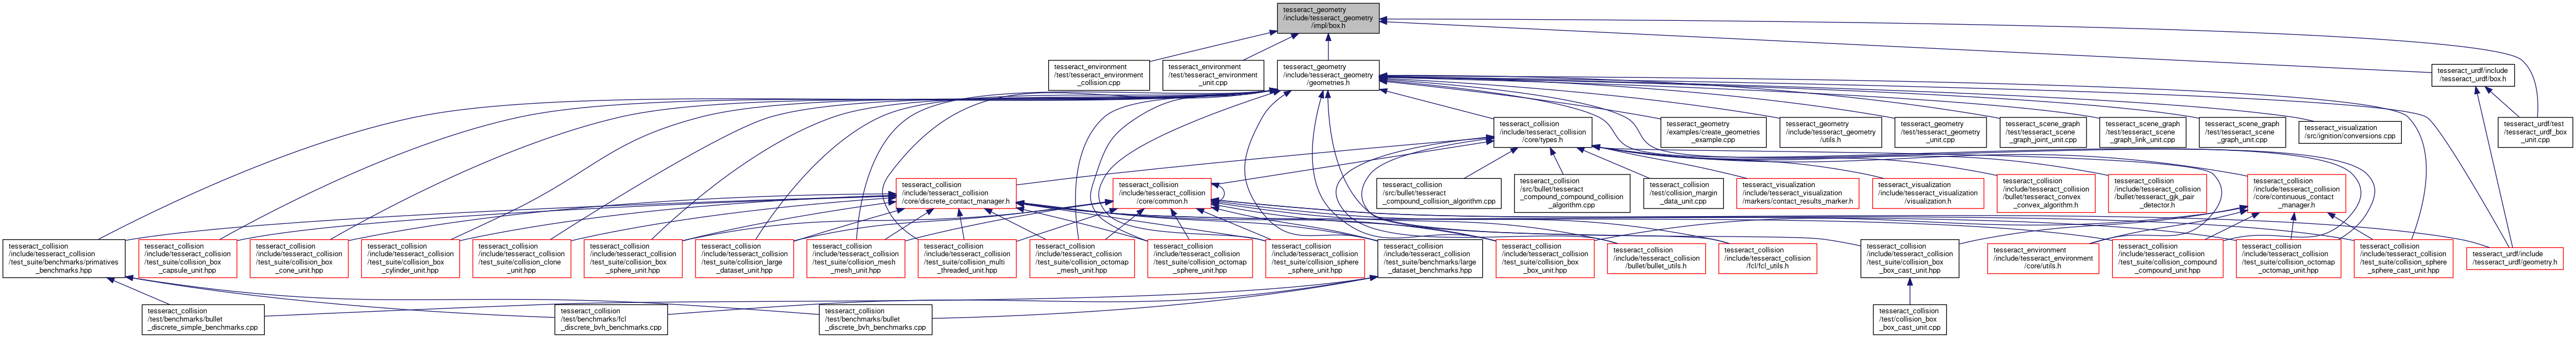 tesseract_geometry
/include/tesseract_geometry
/impl/box.h
tesseract_environment
/test/tesseract_environment
_collision.cpp
tesseract_environment
/test/tesseract_environment
_unit.cpp
tesseract_geometry
/include/tesseract_geometry
/geometries.h
tesseract_urdf/include
/tesseract_urdf/box.h
tesseract_collision
/include/tesseract_collision
/core/types.h
tesseract_geometry
/examples/create_geometries
_example.cpp
tesseract_geometry
/include/tesseract_geometry
/utils.h
tesseract_geometry
/test/tesseract_geometry
_unit.cpp
tesseract_scene_graph
/test/tesseract_scene
_graph_joint_unit.cpp
tesseract_scene_graph
/test/tesseract_scene
_graph_link_unit.cpp
tesseract_scene_graph
/test/tesseract_scene
_graph_unit.cpp
tesseract_visualization
/src/ignition/conversions.cpp
tesseract_urdf/test
/tesseract_urdf_box
_unit.cpp
tesseract_collision
/include/tesseract_collision
/core/discrete_contact_manager.h
tesseract_collision
/include/tesseract_collision
/core/common.h
tesseract_collision
/src/bullet/tesseract
_compound_collision_algorithm.cpp
tesseract_collision
/src/bullet/tesseract
_compound_compound_collision
_algorithm.cpp
tesseract_collision
/test/collision_margin
_data_unit.cpp
tesseract_visualization
/include/tesseract_visualization
/markers/contact_results_marker.h
tesseract_visualization
/include/tesseract_visualization
/visualization.h
tesseract_collision
/include/tesseract_collision
/bullet/tesseract_convex
_convex_algorithm.h
tesseract_collision
/include/tesseract_collision
/bullet/tesseract_gjk_pair
_detector.h
tesseract_collision
/include/tesseract_collision
/core/continuous_contact
_manager.h
tesseract_collision
/include/tesseract_collision
/test_suite/benchmarks/primatives
_benchmarks.hpp
tesseract_collision
/include/tesseract_collision
/test_suite/collision_box
_capsule_unit.hpp
tesseract_collision
/include/tesseract_collision
/test_suite/collision_box
_cone_unit.hpp
tesseract_collision
/include/tesseract_collision
/test_suite/collision_box
_cylinder_unit.hpp
tesseract_collision
/include/tesseract_collision
/test_suite/collision_clone
_unit.hpp
tesseract_collision
/include/tesseract_collision
/test_suite/collision_box
_sphere_unit.hpp
tesseract_collision
/include/tesseract_collision
/test_suite/collision_large
_dataset_unit.hpp
tesseract_collision
/include/tesseract_collision
/test_suite/collision_mesh
_mesh_unit.hpp
tesseract_collision
/include/tesseract_collision
/test_suite/collision_multi
_threaded_unit.hpp
tesseract_collision
/include/tesseract_collision
/test_suite/collision_octomap
_mesh_unit.hpp
tesseract_collision
/include/tesseract_collision
/test_suite/collision_octomap
_sphere_unit.hpp
tesseract_collision
/include/tesseract_collision
/test_suite/collision_sphere
_sphere_unit.hpp
tesseract_collision
/include/tesseract_collision
/test_suite/benchmarks/large
_dataset_benchmarks.hpp
tesseract_collision
/include/tesseract_collision
/test_suite/collision_box
_box_unit.hpp
tesseract_collision
/include/tesseract_collision
/bullet/bullet_utils.h
tesseract_collision
/include/tesseract_collision
/fcl/fcl_utils.h
tesseract_collision
/include/tesseract_collision
/test_suite/collision_box
_box_cast_unit.hpp
tesseract_environment
/include/tesseract_environment
/core/utils.h
tesseract_collision
/include/tesseract_collision
/test_suite/collision_compound
_compound_unit.hpp
tesseract_collision
/include/tesseract_collision
/test_suite/collision_octomap
_octomap_unit.hpp
tesseract_collision
/include/tesseract_collision
/test_suite/collision_sphere
_sphere_cast_unit.hpp
tesseract_urdf/include
/tesseract_urdf/geometry.h
tesseract_collision
/test/benchmarks/bullet
_discrete_simple_benchmarks.cpp
tesseract_collision
/test/benchmarks/fcl
_discrete_bvh_benchmarks.cpp
tesseract_collision
/test/benchmarks/bullet
_discrete_bvh_benchmarks.cpp
tesseract_collision
/test/collision_box
_box_cast_unit.cpp